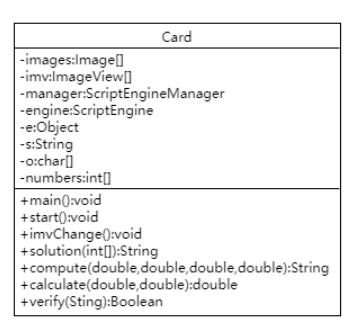 Card
-images:Image[]
-imv:ImageView[]
-manager:ScriptEngineManager
-engine:ScriptEngine
-e:Object
-s:String
-o:char[]
-numbers:int[]
+main():void
+start():void
+imvChange():void
+solution(int[]):String
+compute(double,double,double,double):String
+calculate(double,double):double
+verify(Sting):Boolean